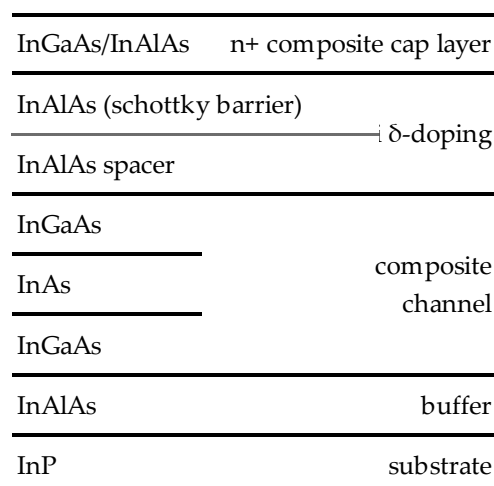 InGaAs/InAlAs n+ composite cap layer
InAlAs (schottky barrier)
δ-doping
InAlAs spacer
InGaAs
composite
InAs
channel
InGaAs
InAlAs buffer
InP substrate